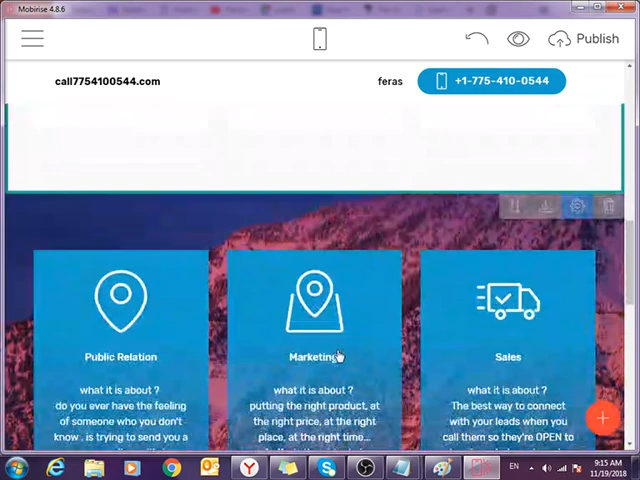 Mobirise 4.8.6
Publish
call7754100544.com
feras
+1-775-410-0544
Public Relation
what it is about ?
do you ever have the feeling
of someone who you don't
know . is trying to send you a
Marketing
what it is about ?
putting the right product, at
the right price, at the right
place, at the right time...
Sales
what it is about ?
The best way to connect
with your leads when you
call them so they're OPEN to
EN
9:15 AM
11/19/2018